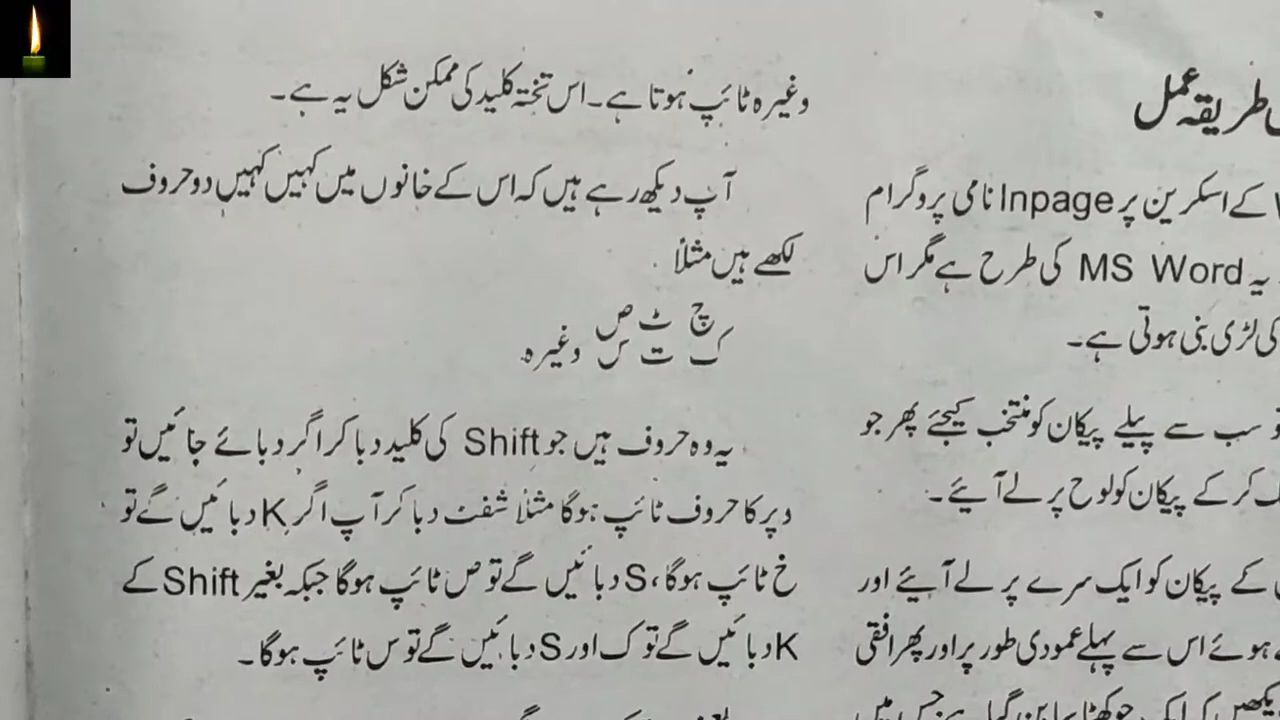 طریقہ عمل
کے اسکرین پر Inpage نامی پروگرام
یہ MS Word کی طرح ہے مگر اس
کی لڑی بنی ہوتی ہے۔
سب سے پہلے پیکان کو منتخب کیجئے پھر جو
کر کے پیکان کو لوح پر لے آئیے۔
کے پیکان کو ایک سرے پر لے آئیے اور
ہوئے اس سے پہلے عمودی طور پر اور پھر افقی
وغیرہ ٹائپ ہوتا ہے۔ اس تختہ کلید کی ممکن شکل یہ ہے۔
آپ دیکھ رہے ہیں کہ اس کے خانوں میں کہیں کہیں دو حروف
لکھے ہیں مثلاً
چ ٹ ص
ک ت س وغیرہ
یہ وہ حروف ہیں جو Shift کی کلید دبا کر اگر دبائے جائیں تو
وپر کا حروف ٹائپ ہوگا مثلاً شفٹ دبا کر آپ اگر K دبائیں گے تو
خ ٹائپ ہوگا، S دبائیں گے تو ص ٹائپ ہوگا جبکہ بغیر Shift کے
K دبائیں گے تو ک اور S دبائیں گے تو س ٹائپ ہوگا۔